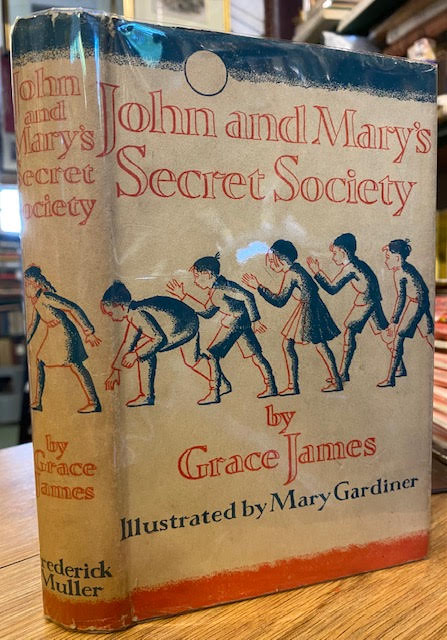 John
and
Mary's
Secret
Society
by
Grace
James
Frederick
Muller
John and Mary's
Secret Society
by
Grace James
Illustrated by Mary Gardiner